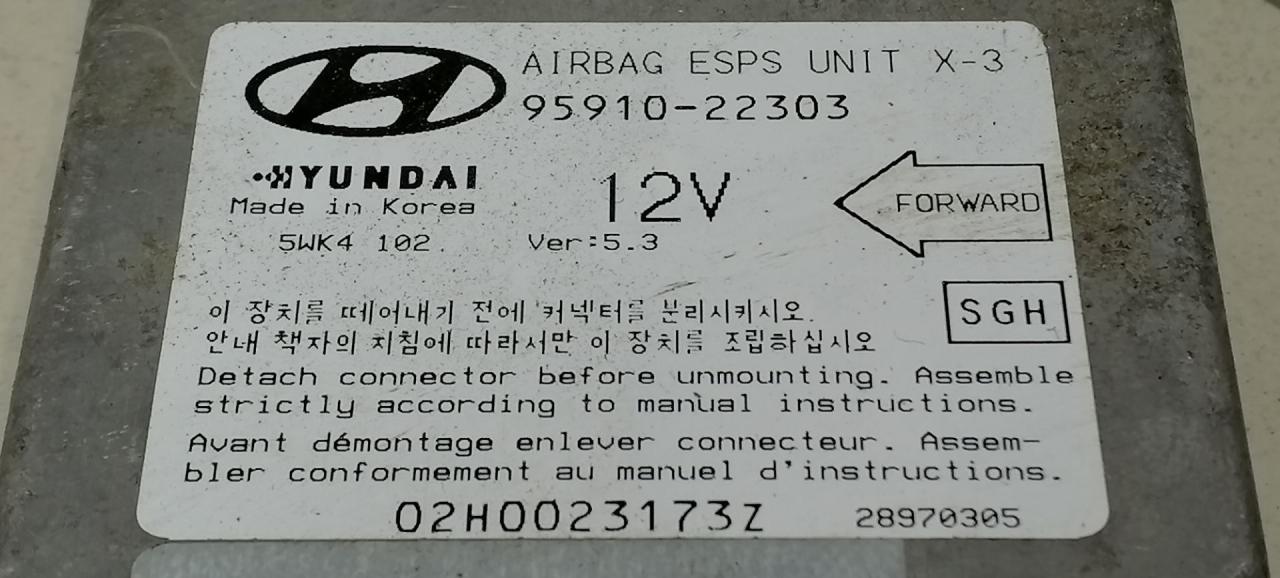 AIRBAG ESPS UNIT X-3
95910-22303
HYUNDAI
Made in Korea
12V
FORWARD
5WK4 102
Ver:5.3
이 장치를 떼어내기 전에 커넥터를 분리시키시오.
안내 책자의 지침에 따라서만 이 장치를 조립하십시오
SGH
Detach connector before unmounting. Assemble
strictly according to manual instructions.
Avant démontage enlever connecteur. Assem-
bler conformement au manuel d'instructions.
02H0023173Z
28970305